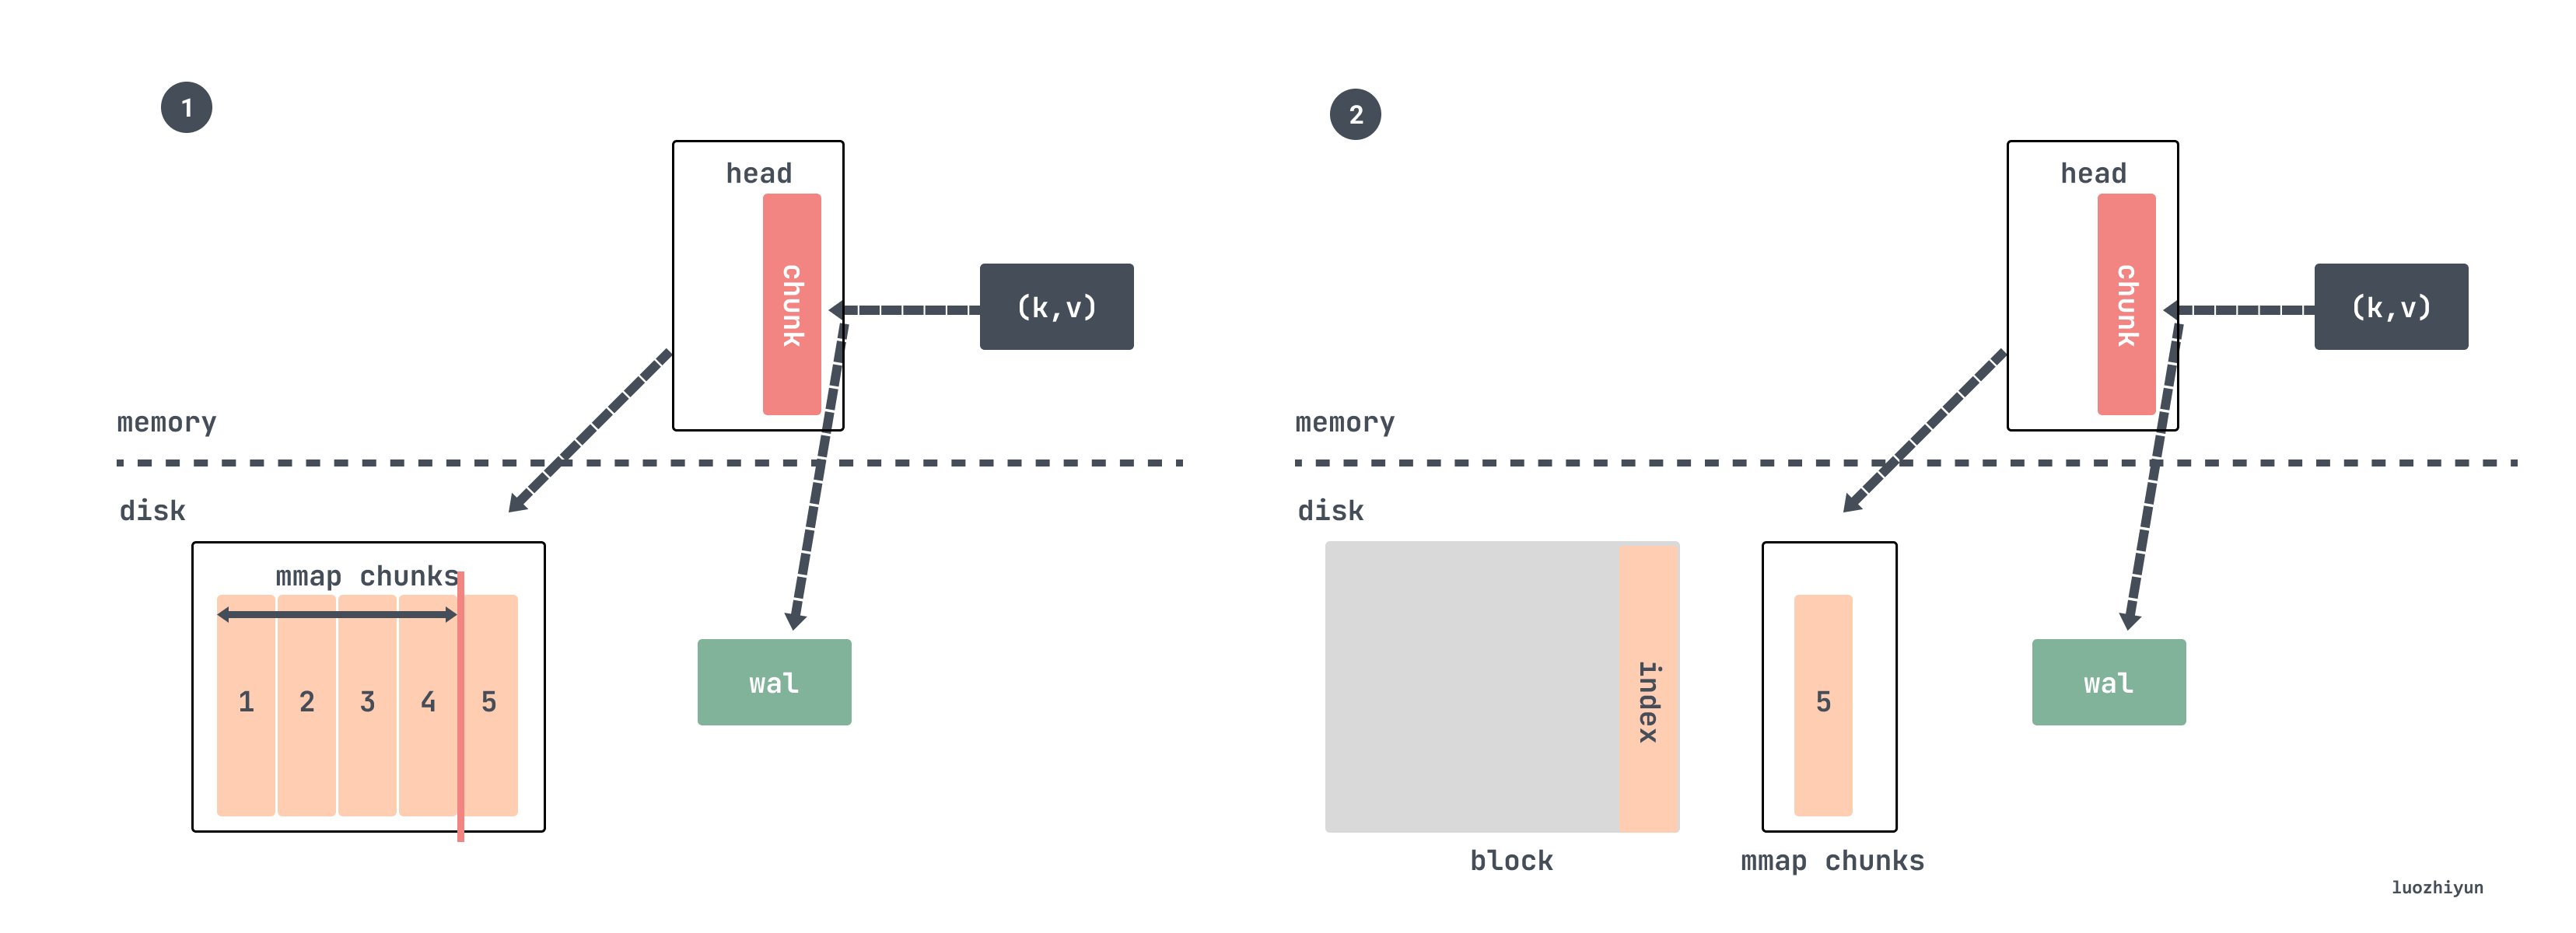 1
head
chunk
(k,v)
memory
disk
mmap chunks
1 2 3 4 5
wal
2
head
chunk
(k,v)
memory
disk
index
5
wal
block
mmap chunks
luozhiyun